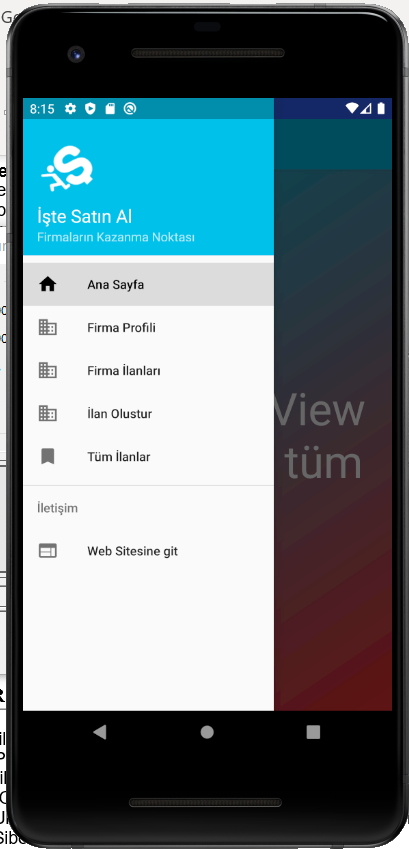 8:15
İşte Satın Al
Firmaların Kazanma Noktası
Ana Sayfa
Firma Profili
Firma İlanları
İlan Olustur
Tüm İlanlar
İletişim
Web Sitesine git
View
tüm